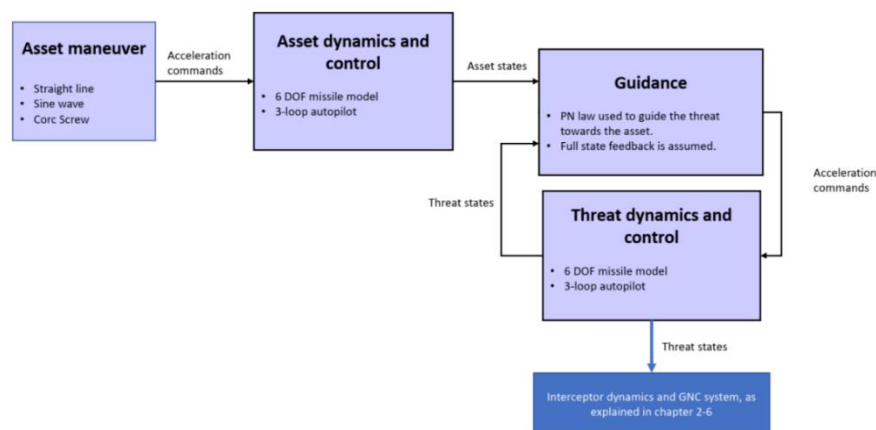 Asset maneuver
• Straight line
• Sine wave
• Corc Screw
Acceleration
commands
Asset dynamics and
control
• 6 DOF missile model
• 3-loop autopilot
Asset states
Guidance
• PN law used to guide the threat
towards the asset.
• Full state feedback is assumed.
Acceleration
commands
Threat states
Threat dynamics and
control
• 6 DOF missile model
• 3-loop autopilot
Threat states
Interceptor dynamics and GNC system, as
explained in chapter 2-6